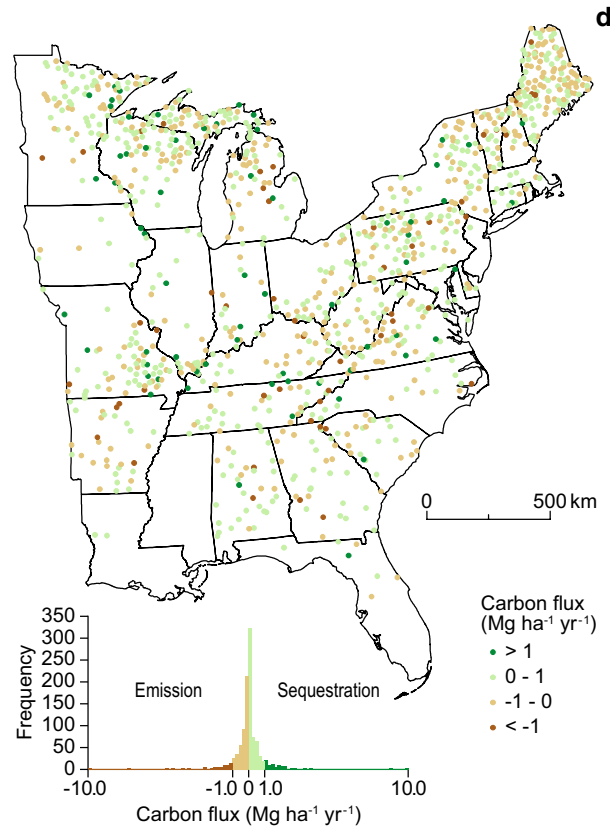 d
0 500 km
Carbon flux
(Mg ha⁻¹ yr⁻¹)
> 1
0 - 1
-1 - 0
< -1
350
300
250
200
150
100
50
0
Frequency
Emission Sequestration
-10.0 -1.0 0 1.0 10.0
Carbon flux (Mg ha⁻¹ yr⁻¹)